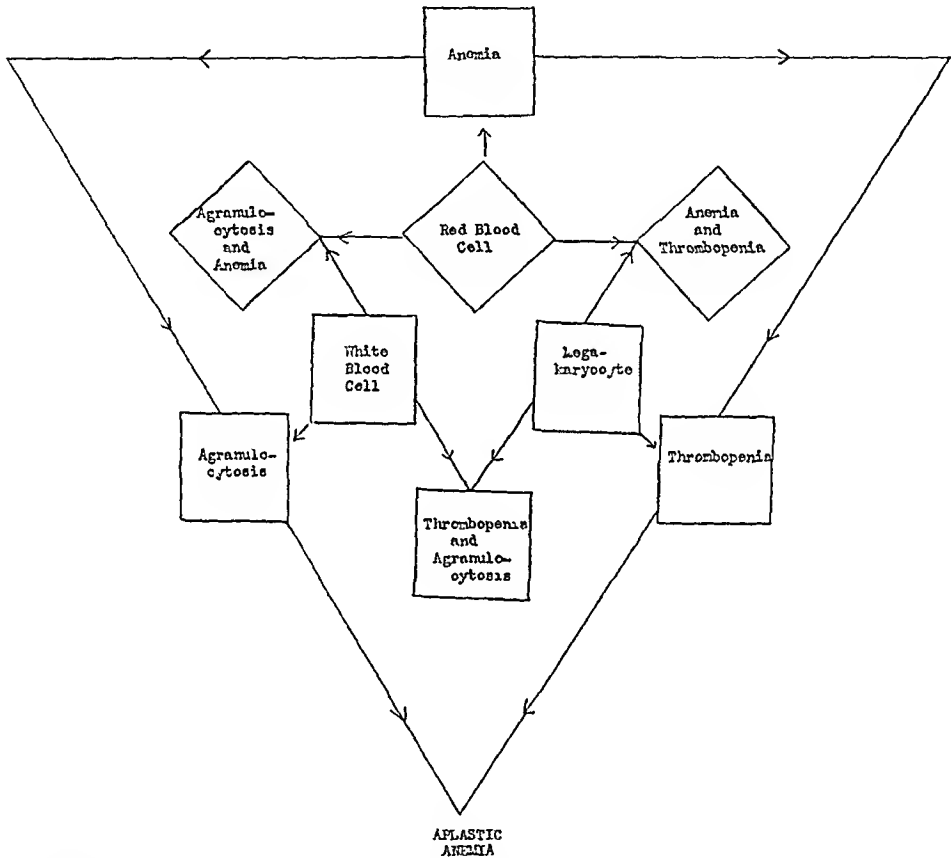 Anemia
Agranulo-
cytosis
and
Anemia
Red Blood
Cell
Anemia
and
Thrombopenia
White
Blood
Cell
Lega-
karyocyte
Agranulo-
cytosis
Thrombopenia
Thrombopenia
and
Agranulo-
cytosis
APLASTIC
ANEMIA